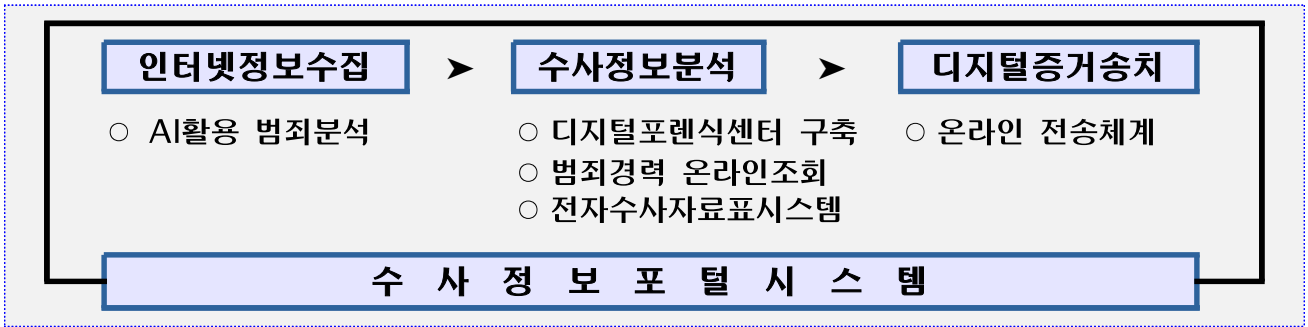 인터넷정보수집 ➤ 수사정보분석 ➤ 디지털증거송치
○ AI활용 범죄분석
○ 디지털포렌식센터 구축
○ 범죄경력 온라인조회
○ 전자수사자료표시스템
○ 온라인 전송체계
수 사 정 보 포 털 시 스 템